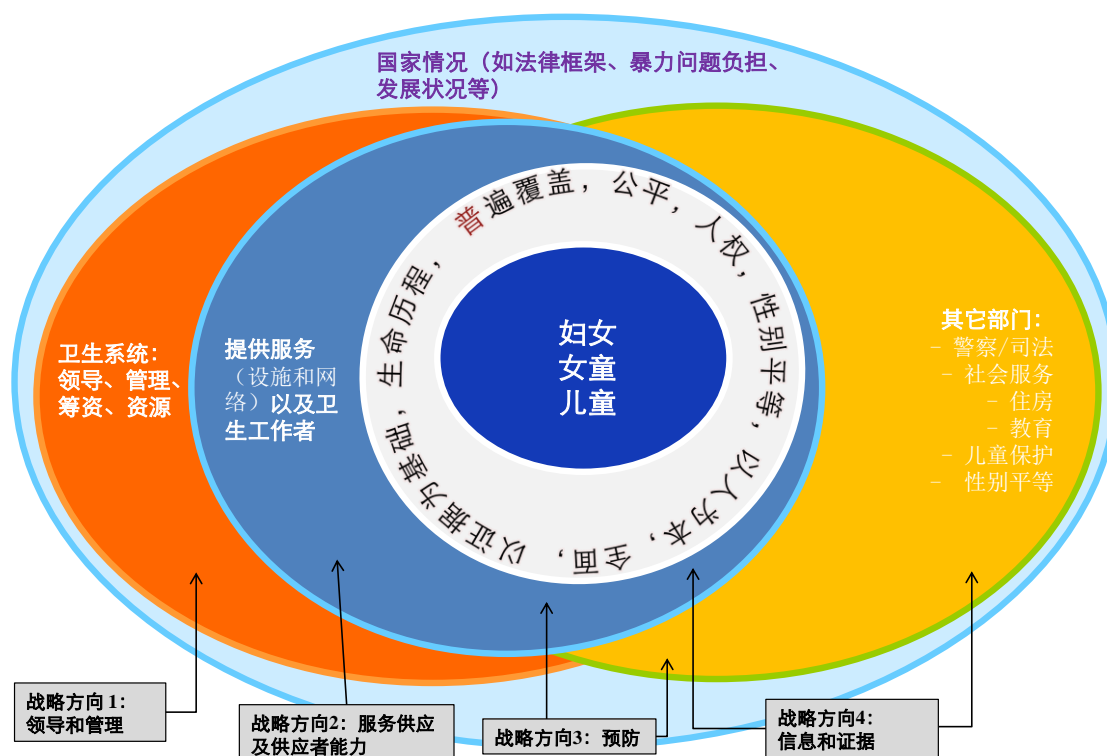 国家情况（如法律框架、暴力问题负担、
发展状况等）
普遍覆盖，公平，人权，性别平等，以人为本，全面，以证据为基础，生命历程，
妇女
女童
儿童
卫生系统：
领导、管理、
筹资、资源
提供服务
（设施和网
络）以及卫
生工作者
其它部门：
– 警察/司法
– 社会服务
– 住房
– 教育
– 儿童保护
– 性别平等
战略方向 1：
领导和管理
战略方向2：服务供应
及供应者能力
战略方向3：预防
战略方向4：
信息和证据